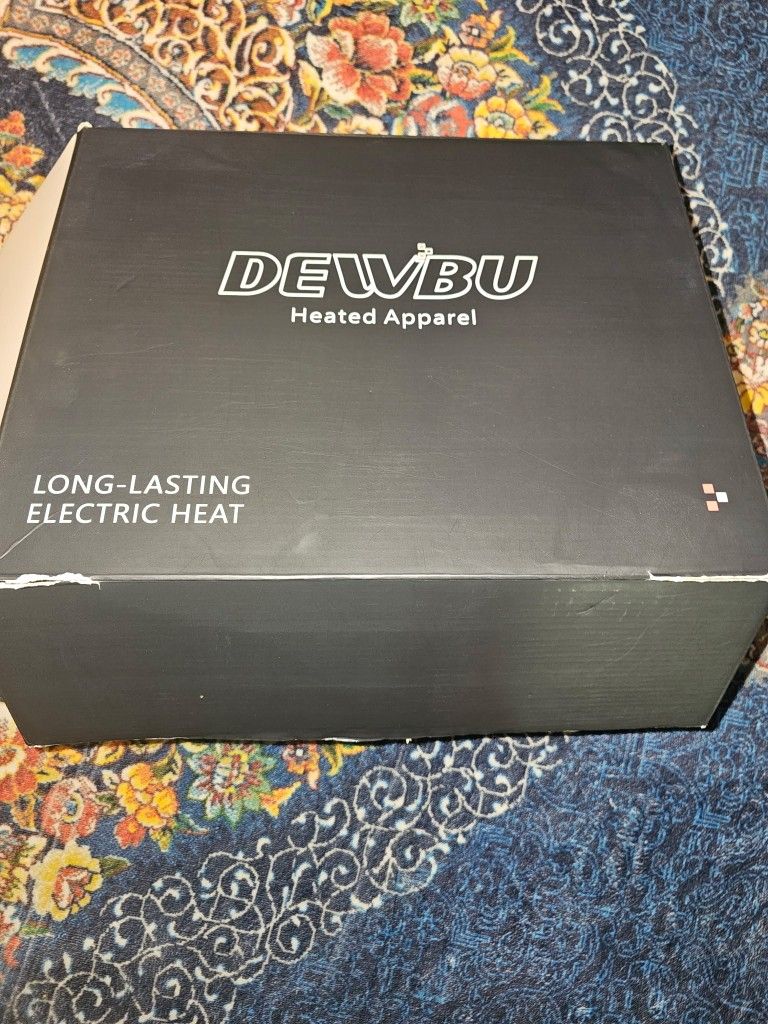 DEWBU
Heated Apparel
LONG-LASTING
ELECTRIC HEAT